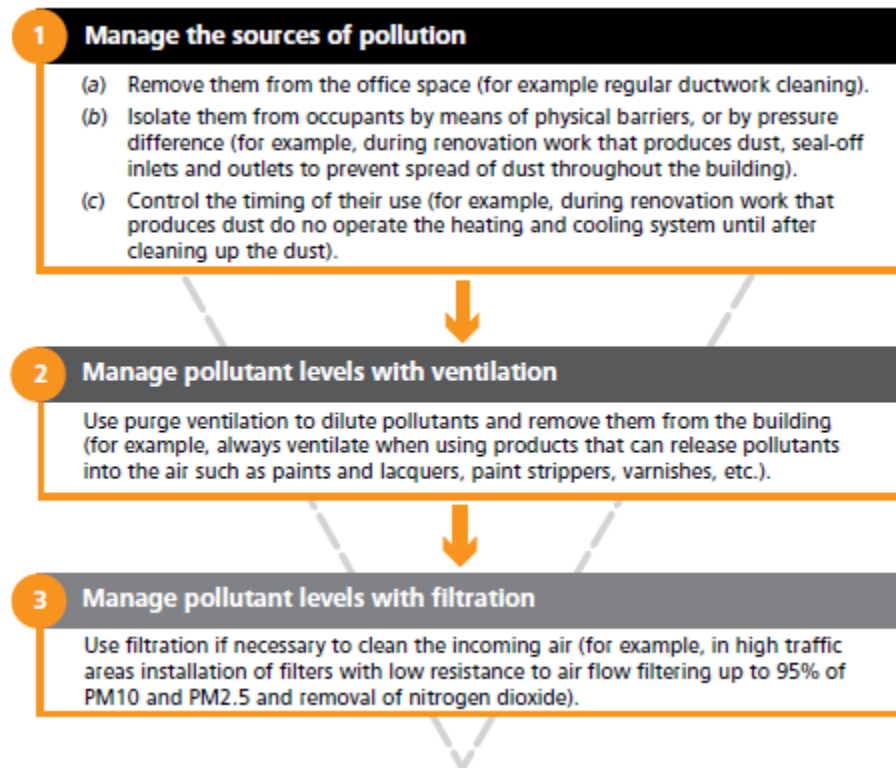 1 Manage the sources of pollution
(a) Remove them from the office space (for example regular ductwork cleaning).
(b) Isolate them from occupants by means of physical barriers, or by pressure
difference (for example, during renovation work that produces dust, seal-off
inlets and outlets to prevent spread of dust throughout the building).
(c) Control the timing of their use (for example, during renovation work that
produces dust do no operate the heating and cooling system until after
cleaning up the dust).
2 Manage pollutant levels with ventilation
Use purge ventilation to dilute pollutants and remove them from the building
(for example, always ventilate when using products that can release pollutants
into the air such as paints and lacquers, paint strippers, varnishes, etc.).
3 Manage pollutant levels with filtration
Use filtration if necessary to clean the incoming air (for example, in high traffic
areas installation of filters with low resistance to air flow filtering up to 95% of
PM10 and PM2.5 and removal of nitrogen dioxide).